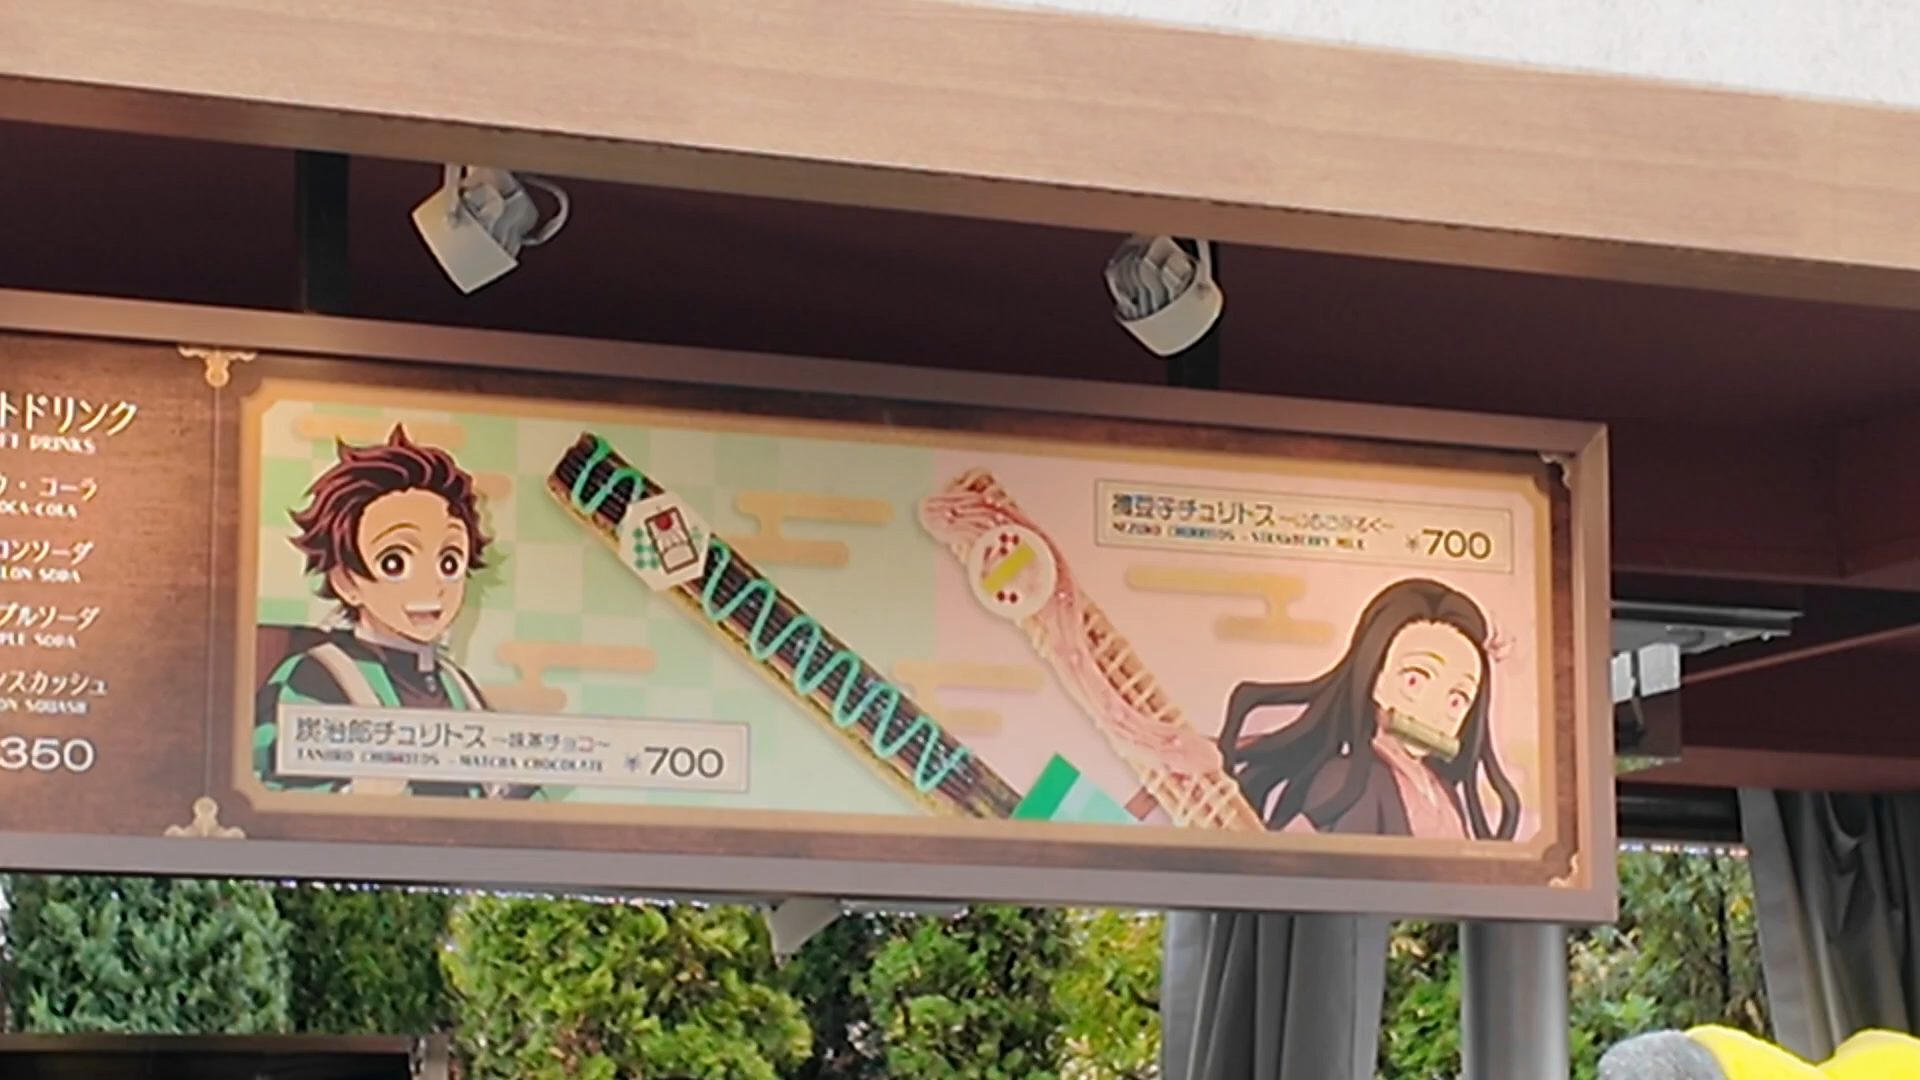 トドリンク
FT DRINKS
ウ・コーラ
OCA-COLA
ロンソーダ
LON SODA
プルソーダ
PLE SODA
ンスカッシュ
ON SQUASH
350
炭治郎チュリトス ～抹茶チョコ～
TANJIRO CHURRITOS - MATCHA CHOCOLATE
¥700
禰豆子チュリトス ～いちごみるく～
NEZUKO CHURRITOS - STRAWBERRY MILK
¥700